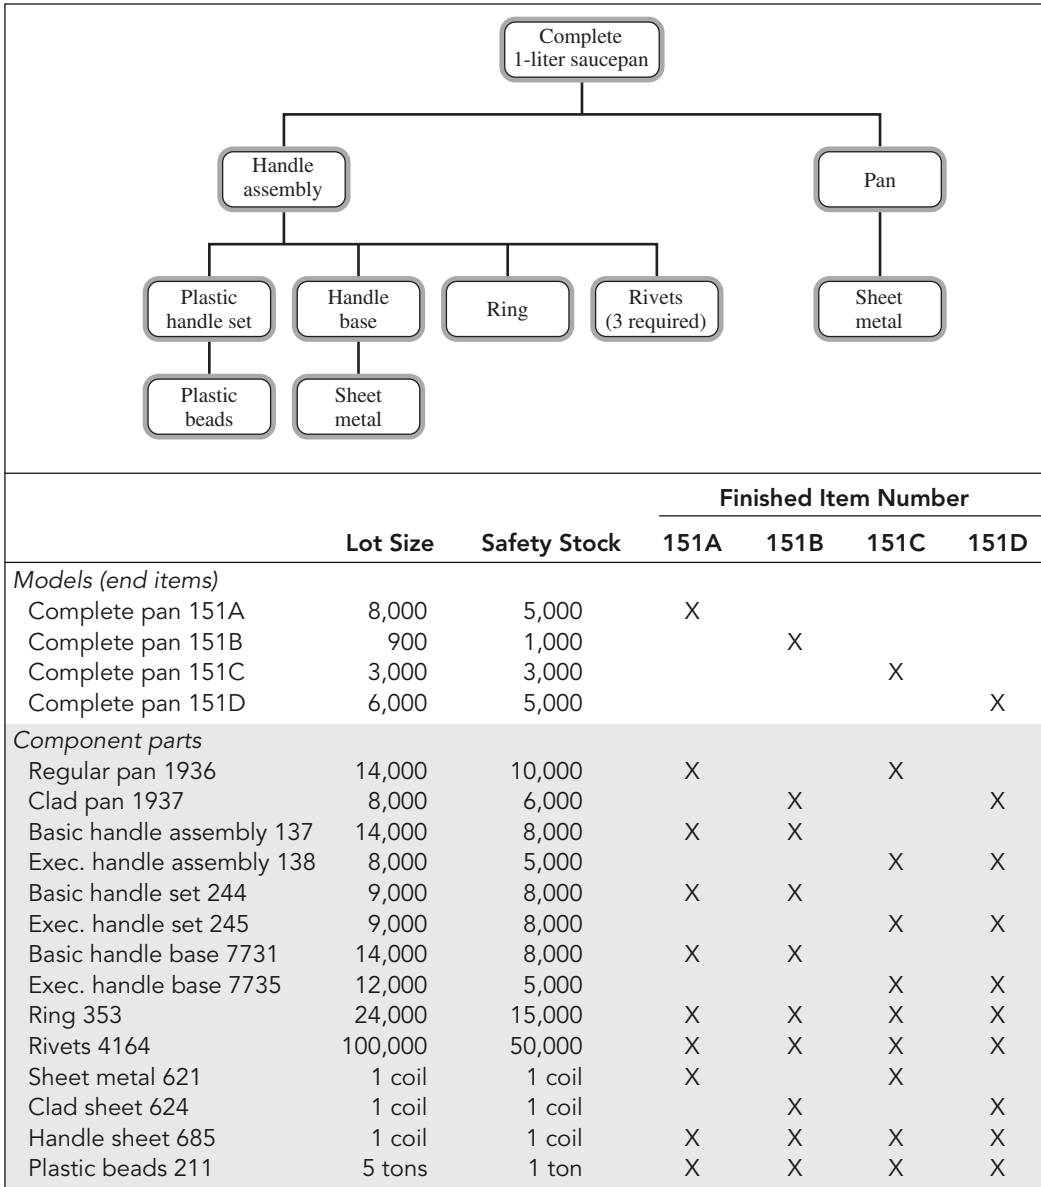 Complete
1-liter saucepan
Handle
assembly
Pan
Plastic
handle set
Handle
base
Ring
Rivets
(3 required)
Sheet
metal
Plastic
beads
Sheet
metal
Finished Item Number
Lot Size Safety Stock 151A 151B 151C 151D
Models (end items)
Complete pan 151A 8,000 5,000 X
Complete pan 151B 900 1,000 X
Complete pan 151C 3,000 3,000 X
Complete pan 151D 6,000 5,000 X
Component parts
Regular pan 1936 14,000 10,000 X X
Clad pan 1937 8,000 6,000 X X
Basic handle assembly 137 14,000 8,000 X X
Exec. handle assembly 138 8,000 5,000 X X
Basic handle set 244 9,000 8,000 X X
Exec. handle set 245 9,000 8,000 X X
Basic handle base 7731 14,000 8,000 X X
Exec. handle base 7735 12,000 5,000 X X
Ring 353 24,000 15,000 X X X X
Rivets 4164 100,000 50,000 X X X X
Sheet metal 621 1 coil 1 coil X X
Clad sheet 624 1 coil 1 coil X X
Handle sheet 685 1 coil 1 coil X X X X
Plastic beads 211 5 tons 1 ton X X X X